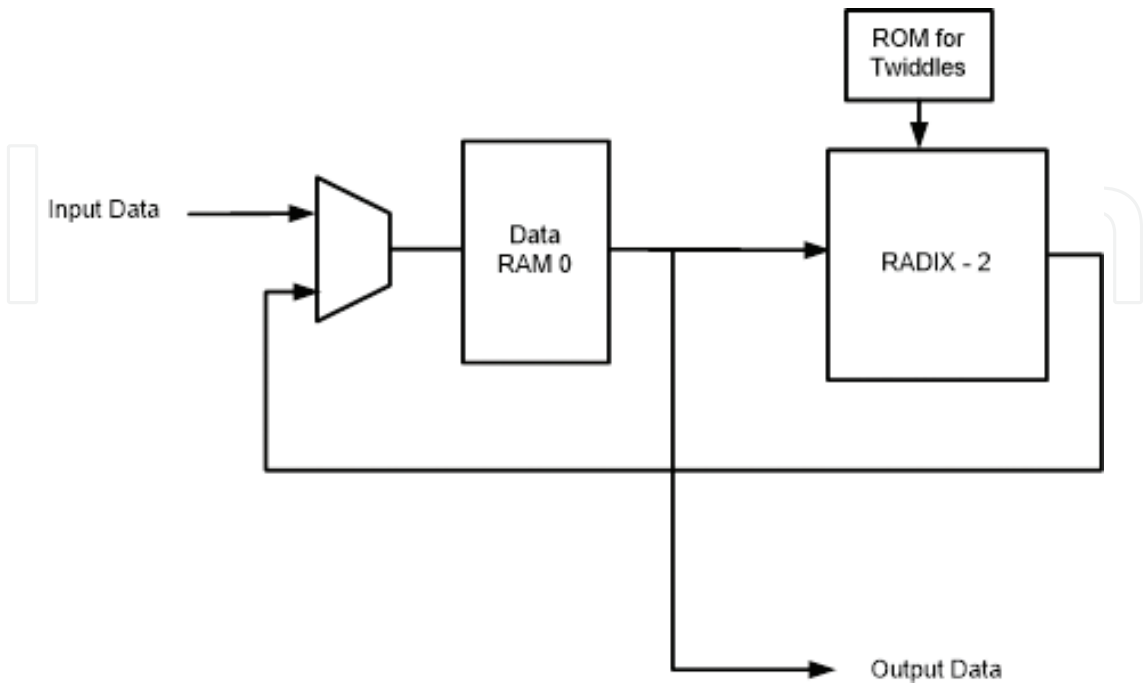 ROM for
Twiddles
Input Data
Data
RAM 0
RADIX - 2
Output Data